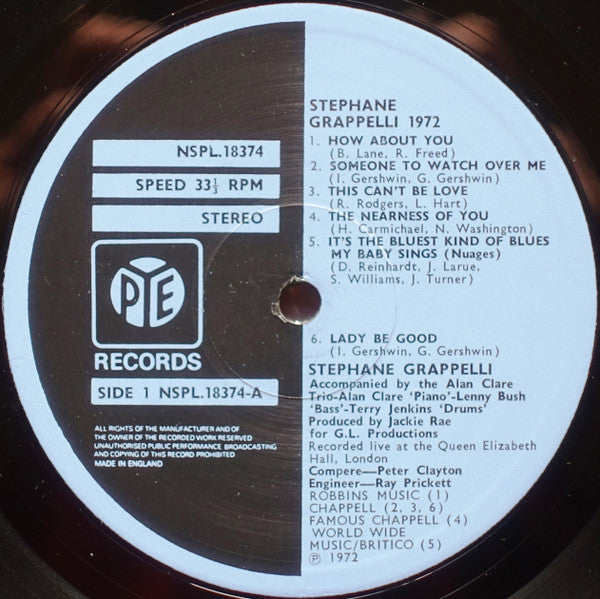 NSPL.18374
SPEED 33⅓ RPM
STEREO
PYE
RECORDS
SIDE 1 NSPL.18374-A
ALL RIGHTS OF THE MANUFACTURER AND OF
THE OWNER OF THE RECORDED WORK RESERVED
UNAUTHORISED PUBLIC PERFORMANCE BROADCASTING
AND COPYING OF THIS RECORD PROHIBITED
MADE IN ENGLAND
STEPHANE
GRAPPELLI 1972
1. HOW ABOUT YOU
(B. Lane, R. Freed)
2. SOMEONE TO WATCH OVER ME
(I. Gershwin, G. Gershwin)
3. THIS CAN'T BE LOVE
(R. Rodgers, L. Hart)
4. THE NEARNESS OF YOU
(H. Carmichael, N. Washington)
5. IT'S THE BLUEST KIND OF BLUES
MY BABY SINGS (Nuages)
(D. Reinhardt, J. Larue,
S. Williams, J. Turner)
6. LADY BE GOOD
(I. Gershwin, G. Gershwin)
STEPHANE GRAPPELLI
Accompanied by the Alan Clare
Trio-Alan Clare 'Piano'-Lenny Bush
'Bass'-Terry Jenkins 'Drums'
Produced by Jackie Rae
for G.L. Productions
Recorded live at the Queen Elizabeth
Hall, London
Compere—Peter Clayton
Engineer—Ray Prickett
ROBBINS MUSIC (1)
CHAPPELL (2, 3, 6)
FAMOUS CHAPPELL (4)
WORLD WIDE
MUSIC/BRITICO (5)
℗ 1972